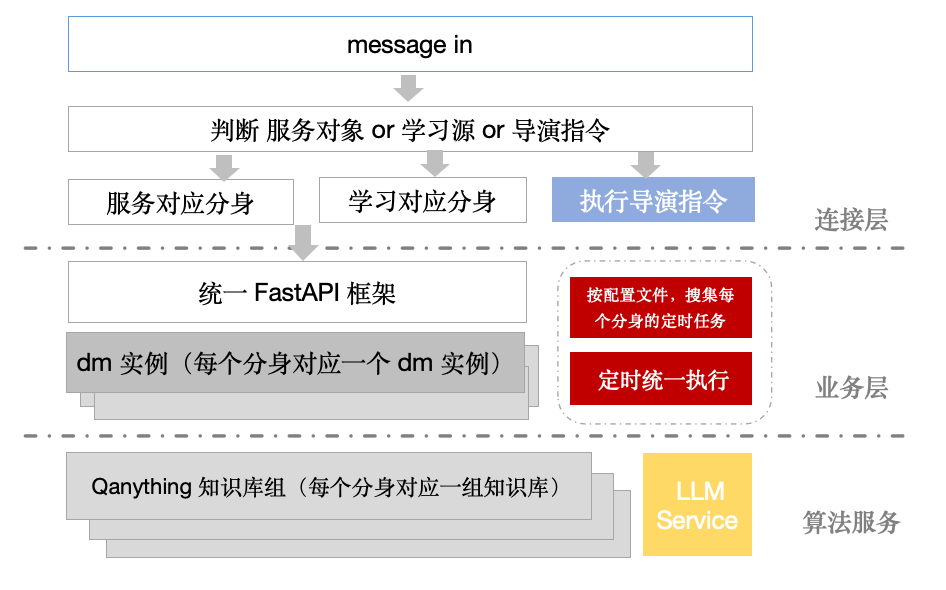 message in
判断 服务对象 or 学习源 or 导演指令
服务对应分身
学习对应分身
执行导演指令
连接层
统一 FastAPI 框架
按配置文件，搜集每
个分身的定时任务
dm 实例（每个分身对应一个 dm 实例）
定时统一执行
业务层
Qanything 知识库组（每个分身对应一组知识库）
LLM
Service
算法服务